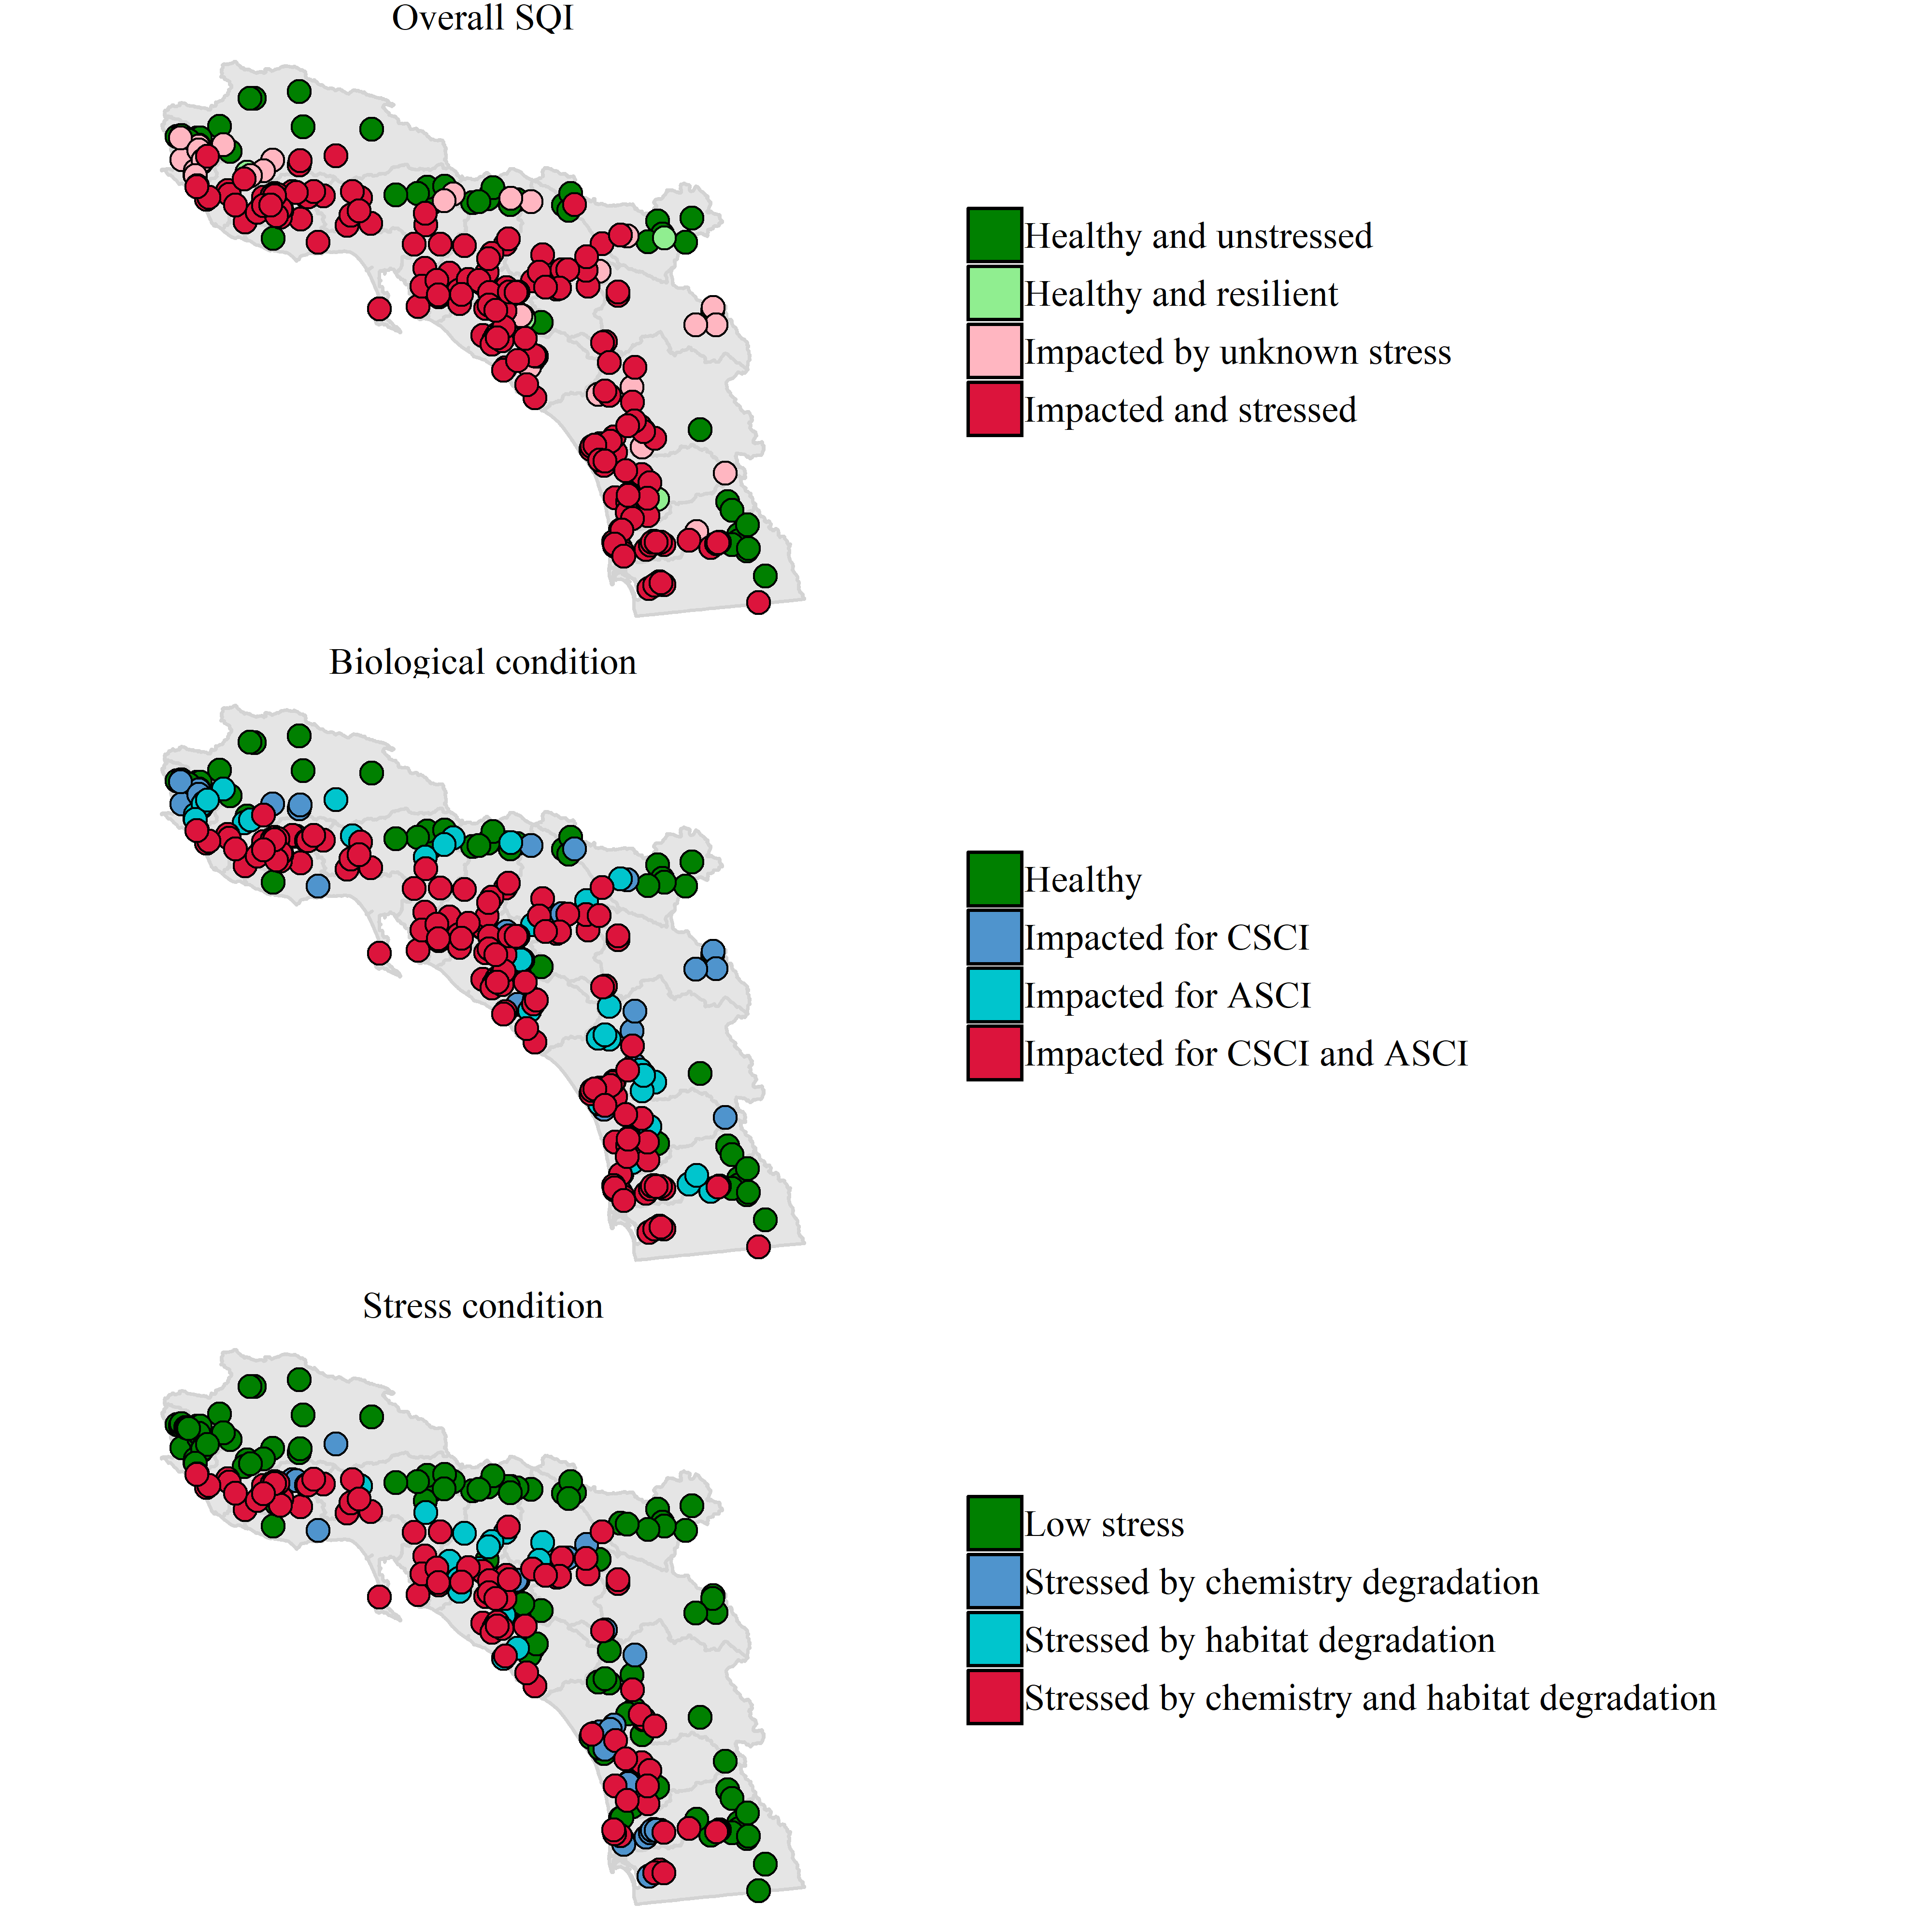 Overall SQI
Healthy and unstressed
Healthy and resilient
Impacted by unknown stress
Impacted and stressed
Biological condition
Healthy
Impacted for CSCI
Impacted for ASCI
Impacted for CSCI and ASCI
Stress condition
Low stress
Stressed by chemistry degradation
Stressed by habitat degradation
Stressed by chemistry and habitat degradation